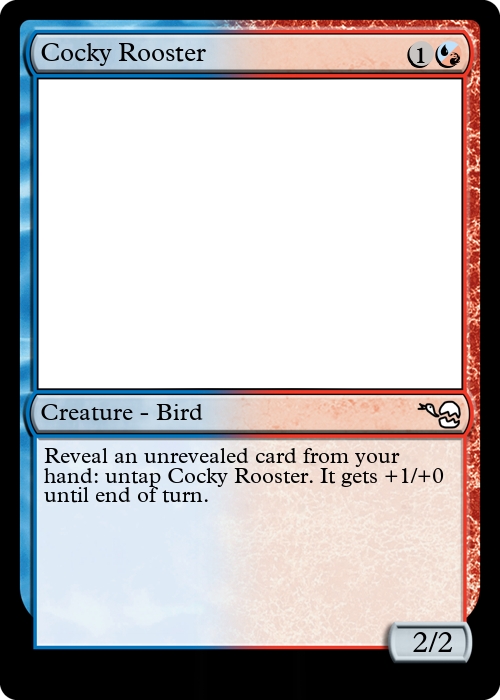 Cocky Rooster 1
Creature - Bird
Reveal an unrevealed card from your
hand: untap Cocky Rooster. It gets +1/+0
until end of turn.
2/2